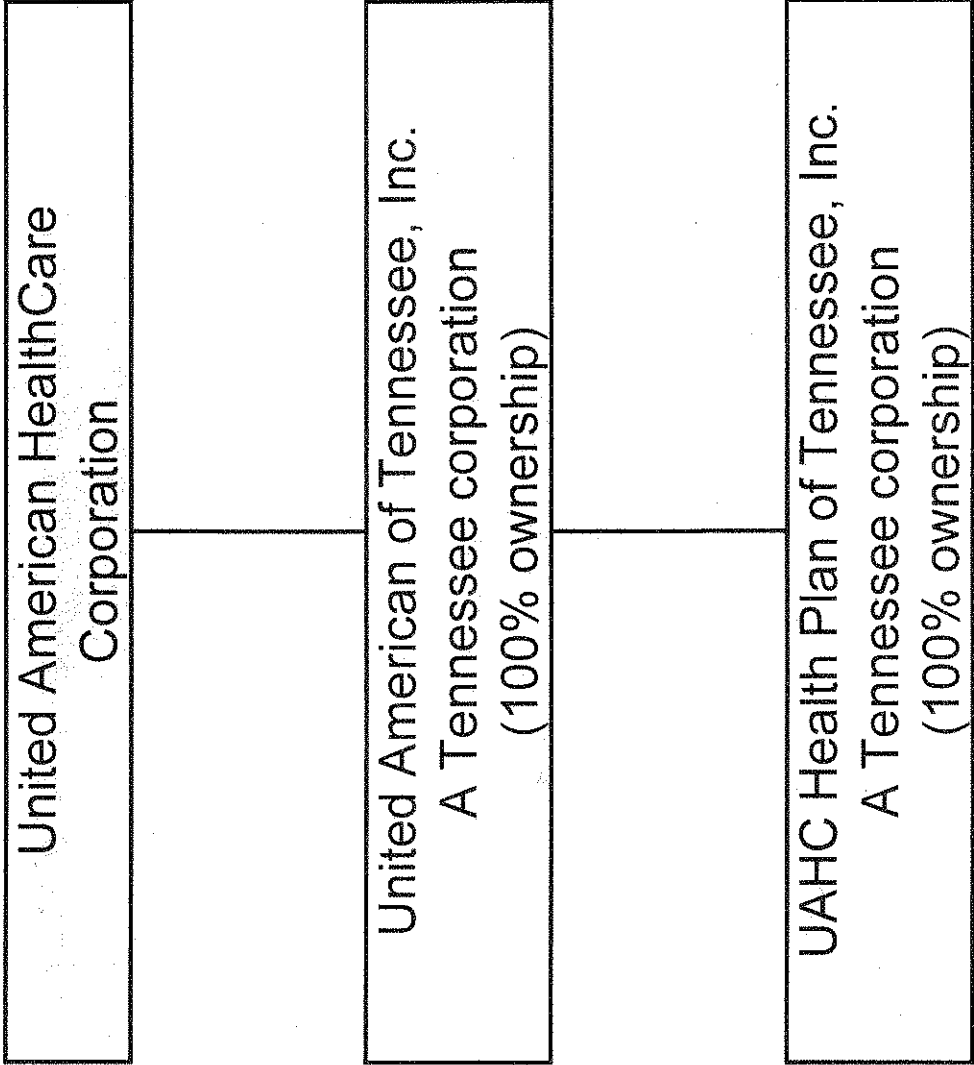 United American HealthCare
Corporation
United American of Tennessee, Inc.
A Tennessee corporation
(100% ownership)
UAHC Health Plan of Tennessee, Inc.
A Tennessee corporation
(100% ownership)